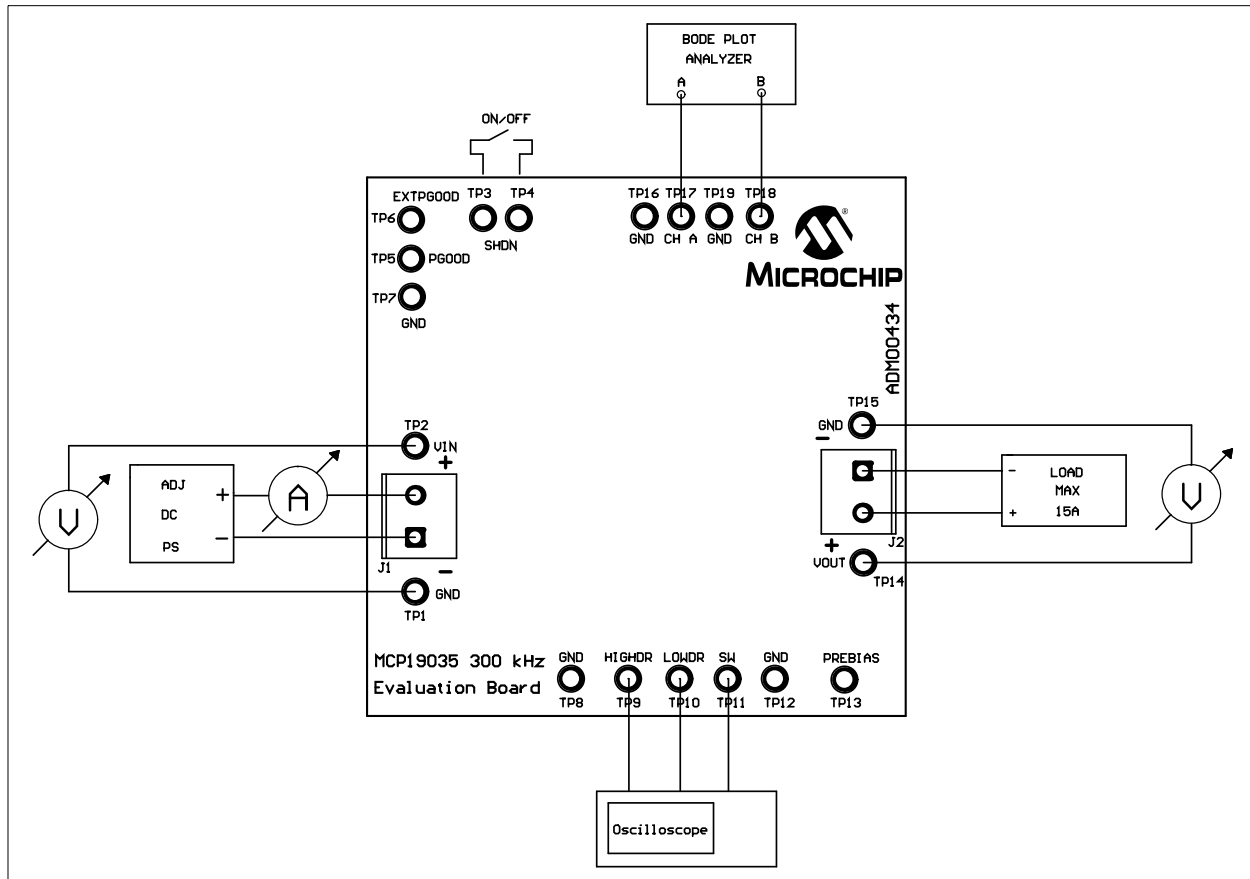 BODE PLOT
ANALYZER
A B
ON/OFF
EXTPGOOD TP3 TP4
TP6
SHDN
TP5 PGOOD
TP7
GND
TP16 TP17 TP19 TP18
GND CH A GND CH B
®
MICROCHIP
ADM00434
TP2
VIN
+
ADJ
DC
PS
+
−
A
V
J1
−
GND
TP1
TP15
GND
−
LOAD
MAX
15A
−
+
V
J2
+
VOUT
TP14
MCP19035 300 kHz
Evaluation Board
GND HIGHDR LOWDR SW GND PREBIAS
TP8 TP9 TP10 TP11 TP12 TP13
Oscilloscope